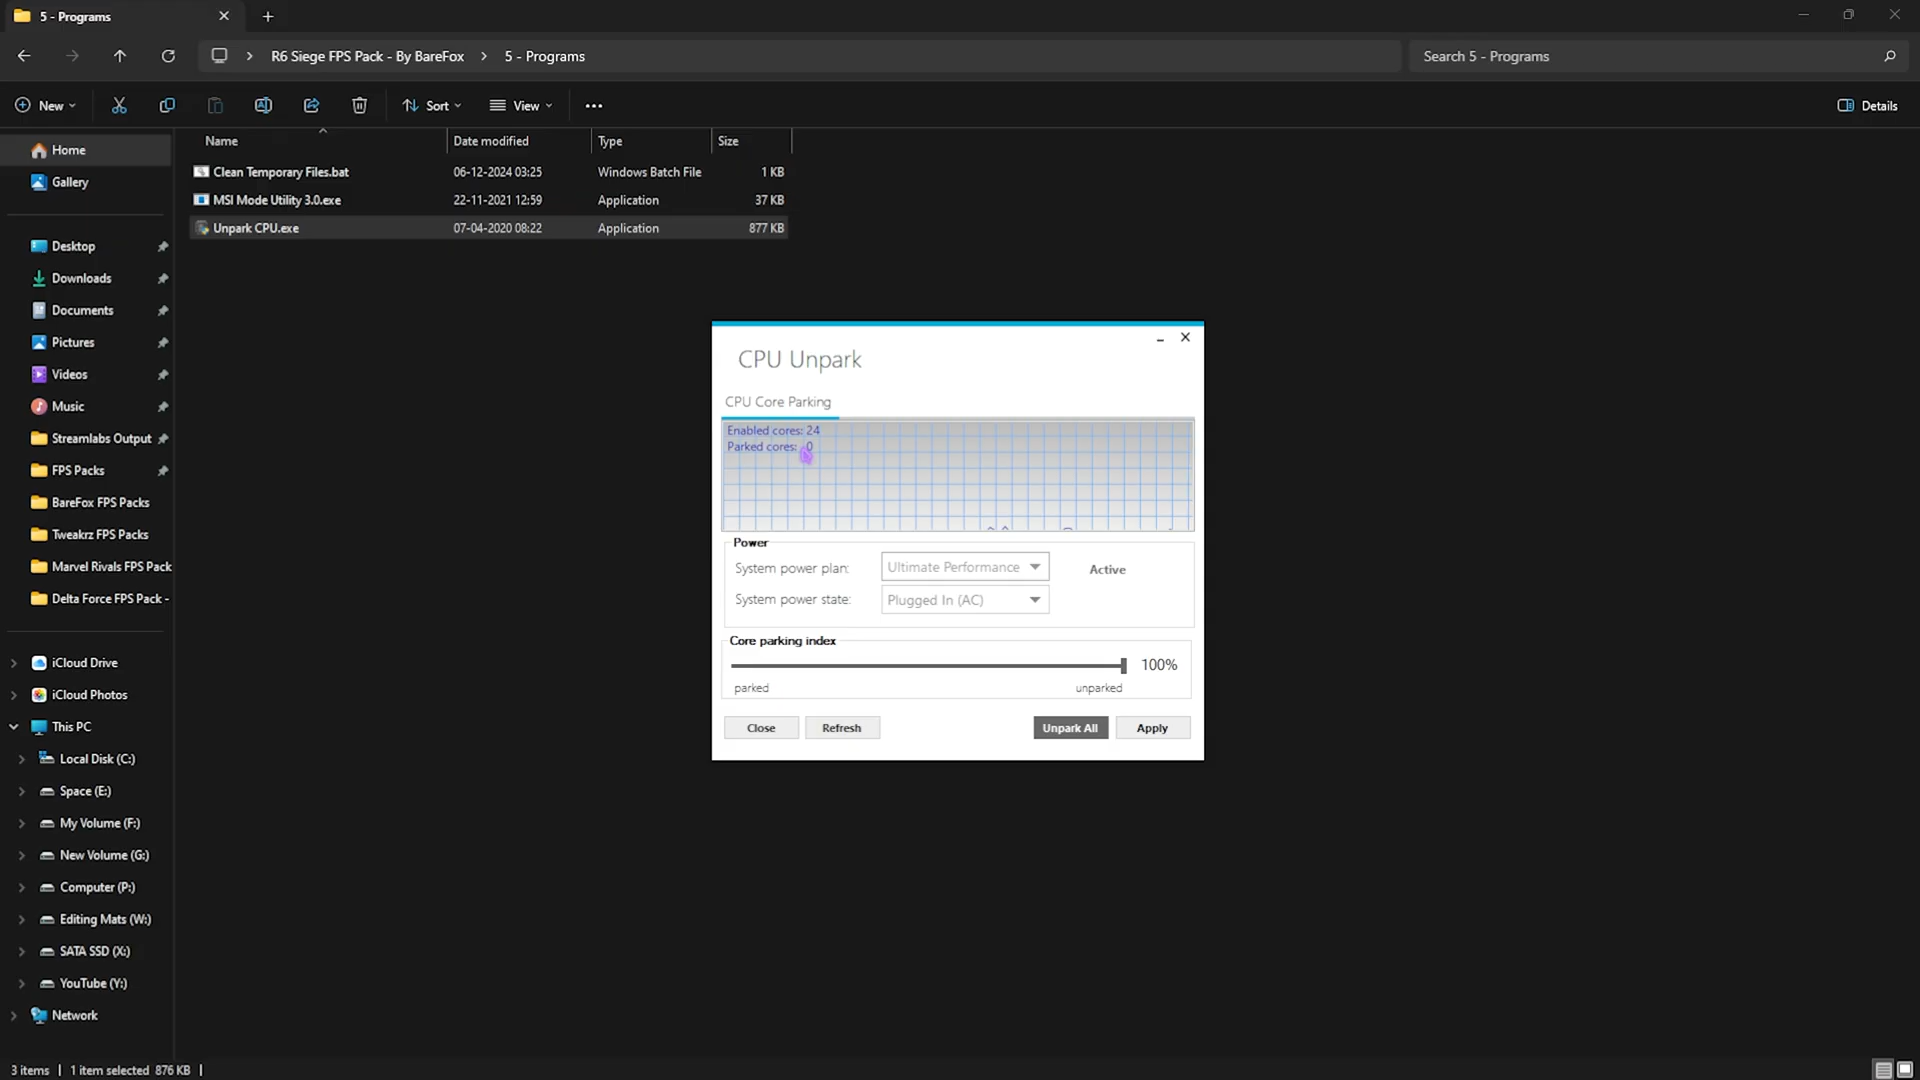 5 - Programs
R6 Siege FPS Pack - By BareFox
5 - Programs
Search 5 - Programs
New
Sort
View
Details
Name
Date modified
Type
Size
Clean Temporary Files.bat
06-12-2024 03:25
Windows Batch File
1 KB
MSI Mode Utility 3.0.exe
22-11-2021 12:59
Application
37 KB
Unpark CPU.exe
07-04-2020 08:22
Application
877 KB
Home
Gallery
Desktop
Downloads
Documents
Pictures
Videos
Music
Streamlabs Output
FPS Packs
BareFox FPS Packs
Tweakrz FPS Packs
Marvel Rivals FPS Pack
Delta Force FPS Pack -
iCloud Drive
iCloud Photos
This PC
Local Disk (C:)
Space (E:)
My Volume (F:)
New Volume (G:)
Computer (P:)
Editing Mats (W:)
SATA SSD (X:)
YouTube (Y:)
Network
CPU Unpark
CPU Core Parking
Enabled cores: 24
Parked cores: 0
Power
System power plan:
Ultimate Performance
Active
System power state:
Plugged In (AC)
Core parking index
100%
parked
unparked
Close
Refresh
Unpark All
Apply
3 items
1 item selected 876 KB